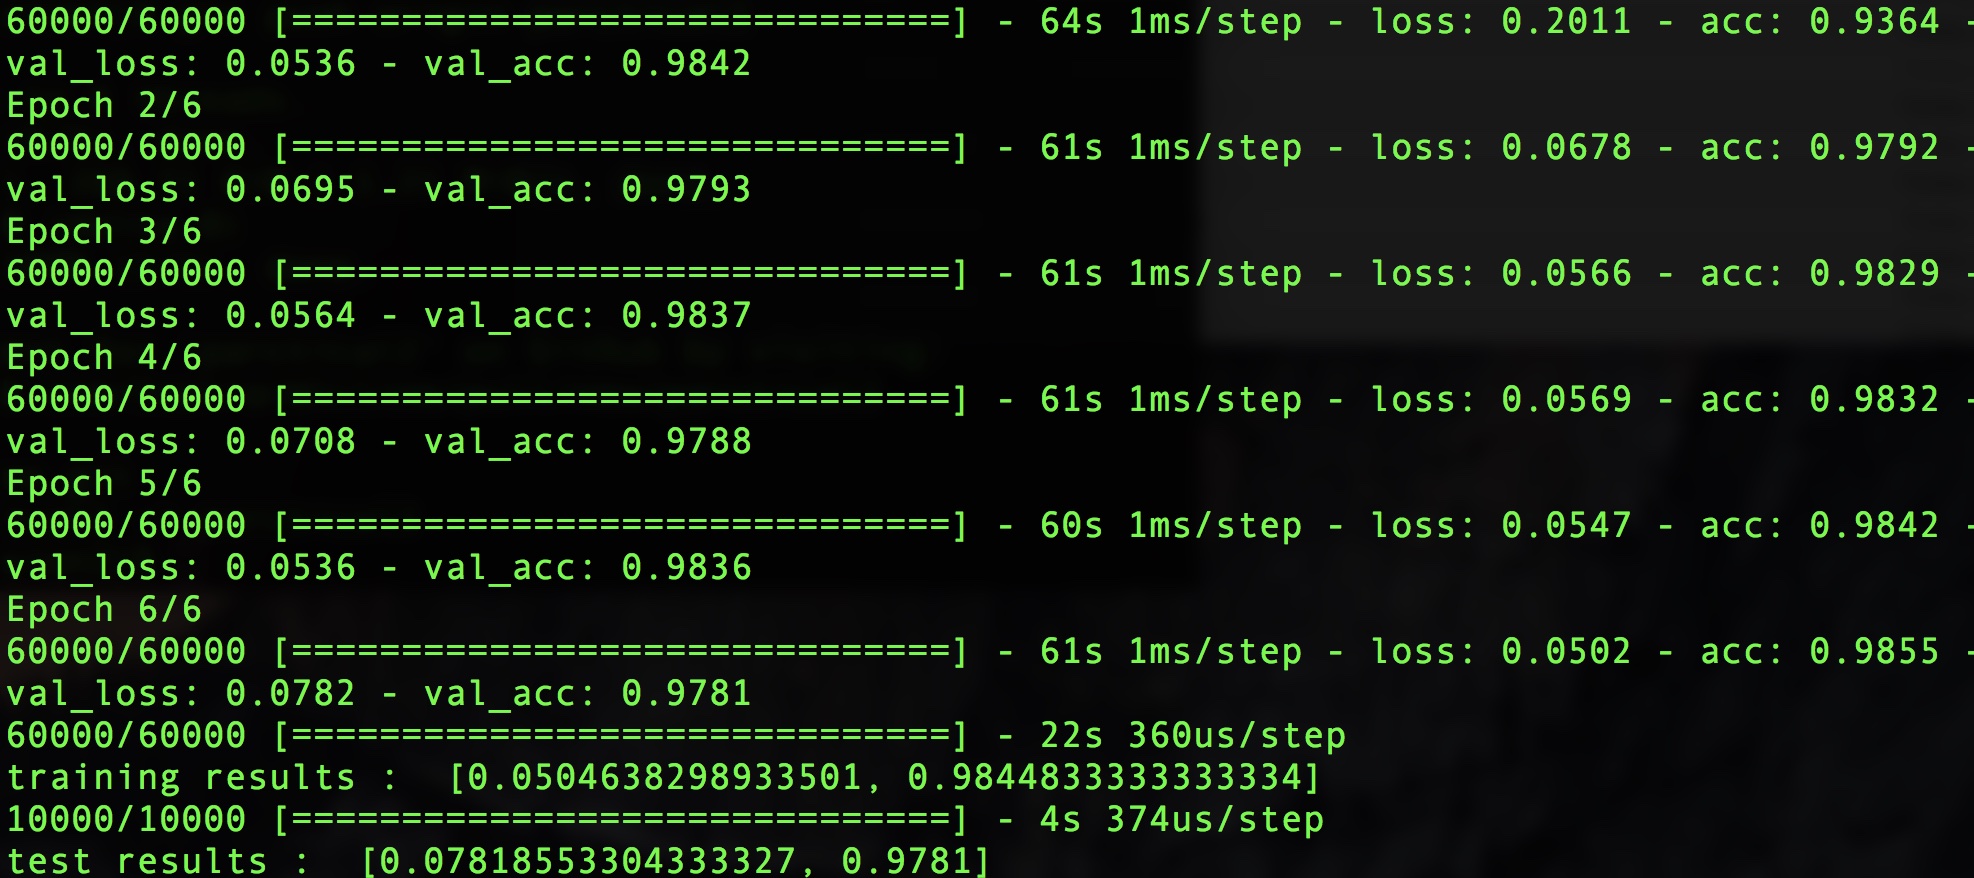 60000/60000 [==============================] - 64s 1ms/step - loss: 0.2011 - acc: 0.9364 -
val_loss: 0.0536 - val_acc: 0.9842
Epoch 2/6
60000/60000 [==============================] - 61s 1ms/step - loss: 0.0678 - acc: 0.9792 -
val_loss: 0.0695 - val_acc: 0.9793
Epoch 3/6
60000/60000 [==============================] - 61s 1ms/step - loss: 0.0566 - acc: 0.9829 -
val_loss: 0.0564 - val_acc: 0.9837
Epoch 4/6
60000/60000 [==============================] - 61s 1ms/step - loss: 0.0569 - acc: 0.9832 -
val_loss: 0.0708 - val_acc: 0.9788
Epoch 5/6
60000/60000 [==============================] - 60s 1ms/step - loss: 0.0547 - acc: 0.9842 -
val_loss: 0.0536 - val_acc: 0.9836
Epoch 6/6
60000/60000 [==============================] - 61s 1ms/step - loss: 0.0502 - acc: 0.9855 -
val_loss: 0.0782 - val_acc: 0.9781
60000/60000 [==============================] - 22s 360us/step
training results :  [0.0504638298933501, 0.9844833333333334]
10000/10000 [==============================] - 4s 374us/step
test results :  [0.07818553304333327, 0.9781]